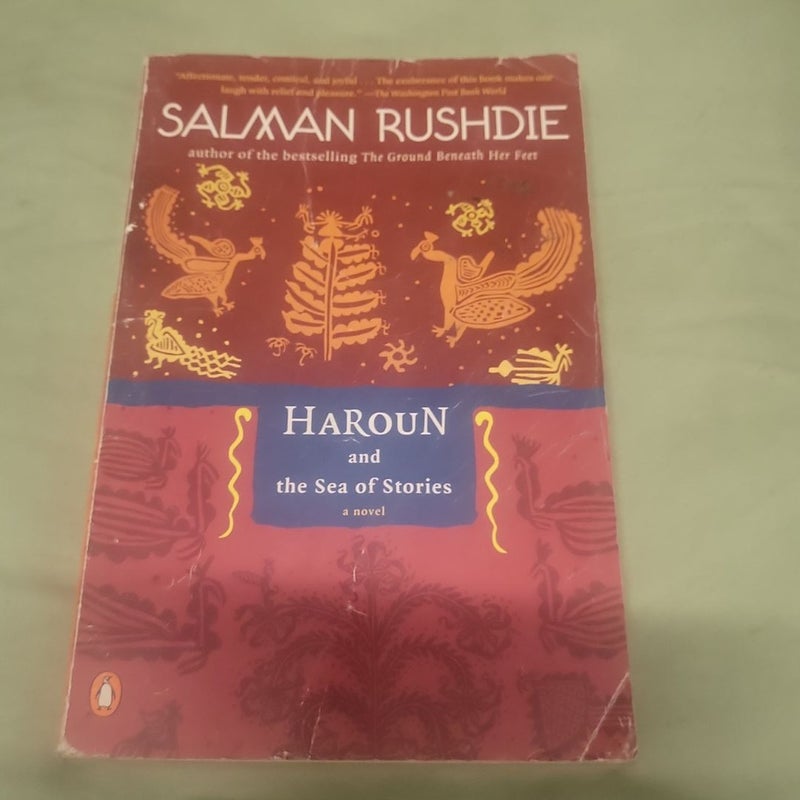 "Affectionate, tender, comical, and joyful . . . The exuberance of this book makes one
laugh with relief and pleasure." —The Washington Post Book World
SALMAN RUSHDIE
author of the bestselling The Ground Beneath Her Feet
HAROUN
and
the Sea of Stories
a novel